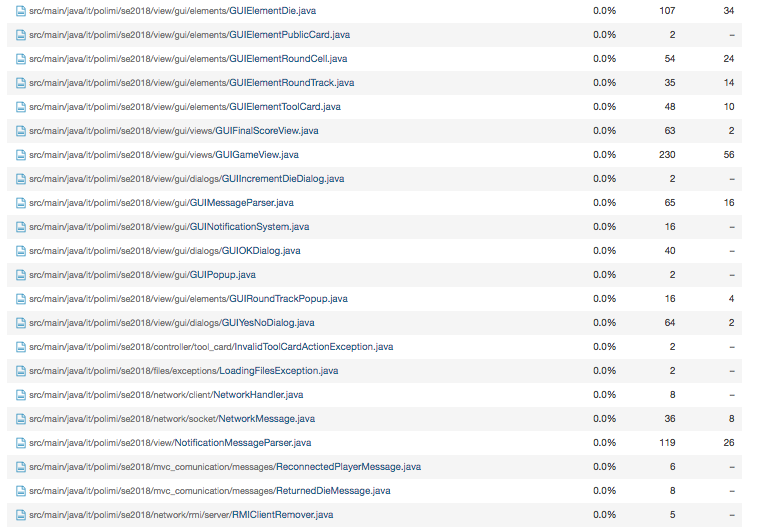 src/main/java/it/polimi/se2018/view/gui/elements/GUIElementDie.java 0.0% 107 34
src/main/java/it/polimi/se2018/view/gui/elements/GUIElementPublicCard.java 0.0% 2 –
src/main/java/it/polimi/se2018/view/gui/elements/GUIElementRoundCell.java 0.0% 54 24
src/main/java/it/polimi/se2018/view/gui/elements/GUIElementRoundTrack.java 0.0% 35 14
src/main/java/it/polimi/se2018/view/gui/elements/GUIElementToolCard.java 0.0% 48 10
src/main/java/it/polimi/se2018/view/gui/views/GUIFinalScoreView.java 0.0% 63 2
src/main/java/it/polimi/se2018/view/gui/views/GUIGameView.java 0.0% 230 56
src/main/java/it/polimi/se2018/view/gui/dialogs/GUIIncrementDieDialog.java 0.0% 2 –
src/main/java/it/polimi/se2018/view/gui/GUIMessageParser.java 0.0% 65 16
src/main/java/it/polimi/se2018/view/gui/GUINotificationSystem.java 0.0% 16 –
src/main/java/it/polimi/se2018/view/gui/dialogs/GUIOKDialog.java 0.0% 40 –
src/main/java/it/polimi/se2018/view/gui/GUIPopup.java 0.0% 2 –
src/main/java/it/polimi/se2018/view/gui/elements/GUIRoundTrackPopup.java 0.0% 16 4
src/main/java/it/polimi/se2018/view/gui/dialogs/GUIYesNoDialog.java 0.0% 64 2
src/main/java/it/polimi/se2018/controller/tool_card/InvalidToolCardActionException.java 0.0% 2 –
src/main/java/it/polimi/se2018/files/exceptions/LoadingFilesException.java 0.0% 2 –
src/main/java/it/polimi/se2018/network/client/NetworkHandler.java 0.0% 8 –
src/main/java/it/polimi/se2018/network/socket/NetworkMessage.java 0.0% 36 8
src/main/java/it/polimi/se2018/view/NotificationMessageParser.java 0.0% 119 26
src/main/java/it/polimi/se2018/mvc_comunication/messages/ReconnectedPlayerMessage.java 0.0% 6 –
src/main/java/it/polimi/se2018/mvc_comunication/messages/ReturnedDieMessage.java 0.0% 8 –
src/main/java/it/polimi/se2018/network/rmi/server/RMIClientRemover.java 0.0% 5 –